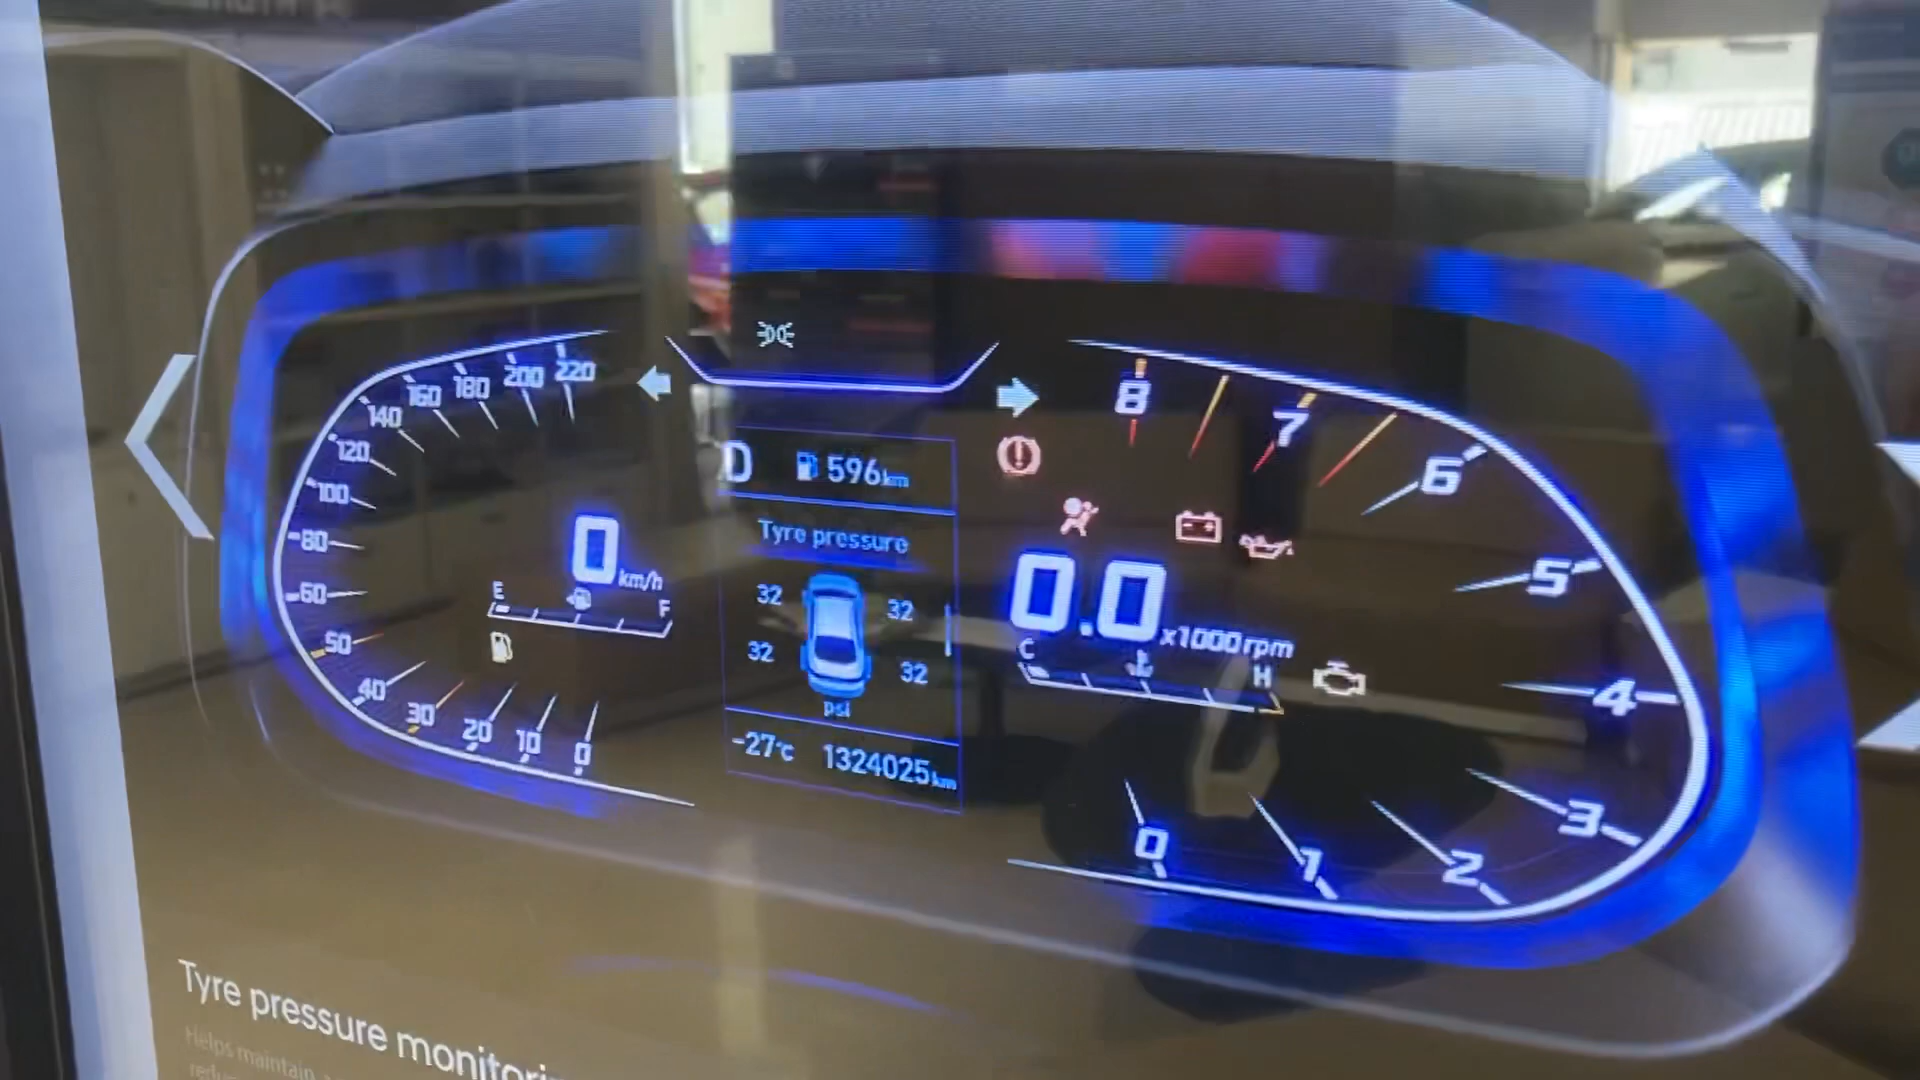 220
200
180
160
140
120
100
80
60
50
40
30
20
10
0
0 km/h
E
F
D
596km
Tyre pressure
32
32
32
32
psi
-27°C 1324025km
8
7
6
5
4
3
2
1
0
0.0 x1000rpm
C
H
Tyre pressure
Helps maintain